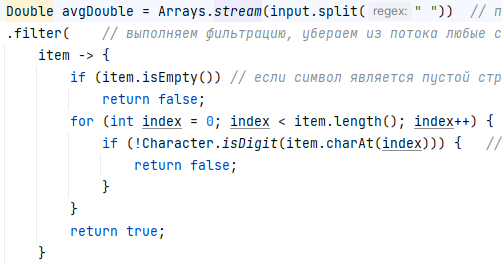 Double avgDouble = Arrays.stream(input.split( regex: " ")) // п
.filter( // выполняем фильтрацию, убераем из потока любые с
item -> {
if (item.isEmpty()) // если символ является пустой стр
return false;
for (int index = 0; index < item.length(); index++) {
if (!Character.isDigit(item.charAt(index))) { //
return false;
}
}
return true;
}